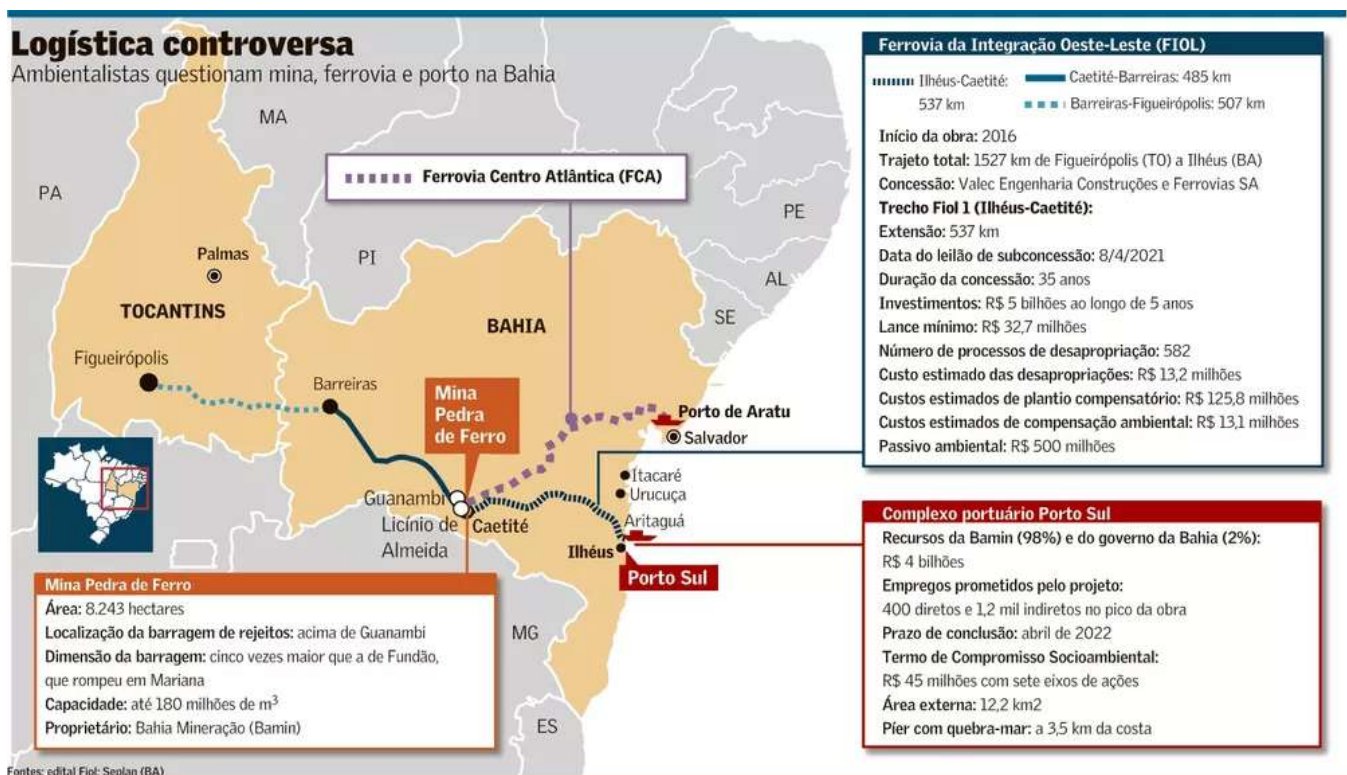 Logística controversa
Ambientalistas questionam mina, ferrovia e porto na Bahia
MA
PA
PI
PE
AL
SE
MG
ES
Ferrovia Centro Atlântica (FCA)
Palmas
TOCANTINS
BAHIA
Figueirópolis
Barreiras
Mina
Pedra
de Ferro
Porto de Aratu
Salvador
Itacaré
Urucuça
Aritaguá
Guanambi
Licínio de
Almeida
Caetité
Ilhéus
Porto Sul
Ferrovia da Integração Oeste-Leste (FIOL)
Ilhéus-Caetité:
537 km
Caetité-Barreiras: 485 km
Barreiras-Figueirópolis: 507 km
Início da obra: 2016
Trajeto total: 1527 km de Figueirópolis (TO) a Ilhéus (BA)
Concessão: Valec Engenharia Construções e Ferrovias SA
Trecho Fiol 1 (Ilhéus-Caetité):
Extensão: 537 km
Data do leilão de subconcessão: 8/4/2021
Duração da concessão: 35 anos
Investimentos: R$ 5 bilhões ao longo de 5 anos
Lance mínimo: R$ 32,7 milhões
Número de processos de desapropriação: 582
Custo estimado das desapropriações: R$ 13,2 milhões
Custos estimados de plantio compensatório: R$ 125,8 milhões
Custos estimados de compensação ambiental: R$ 13,1 milhões
Passivo ambiental: R$ 500 milhões
Complexo portuário Porto Sul
Recursos da Bamin (98%) e do governo da Bahia (2%):
R$ 4 bilhões
Empregos prometidos pelo projeto:
400 diretos e 1,2 mil indiretos no pico da obra
Prazo de conclusão: abril de 2022
Termo de Compromisso Socioambiental:
R$ 45 milhões com sete eixos de ações
Área externa: 12,2 km2
Píer com quebra-mar: a 3,5 km da costa
Mina Pedra de Ferro
Área: 8.243 hectares
Localização da barragem de rejeitos: acima de Guanambi
Dimensão da barragem: cinco vezes maior que a de Fundão,
que rompeu em Mariana
Capacidade: até 180 milhões de m³
Proprietário: Bahia Mineração (Bamin)
Fontes: edital Fiol; Seplan (BA)